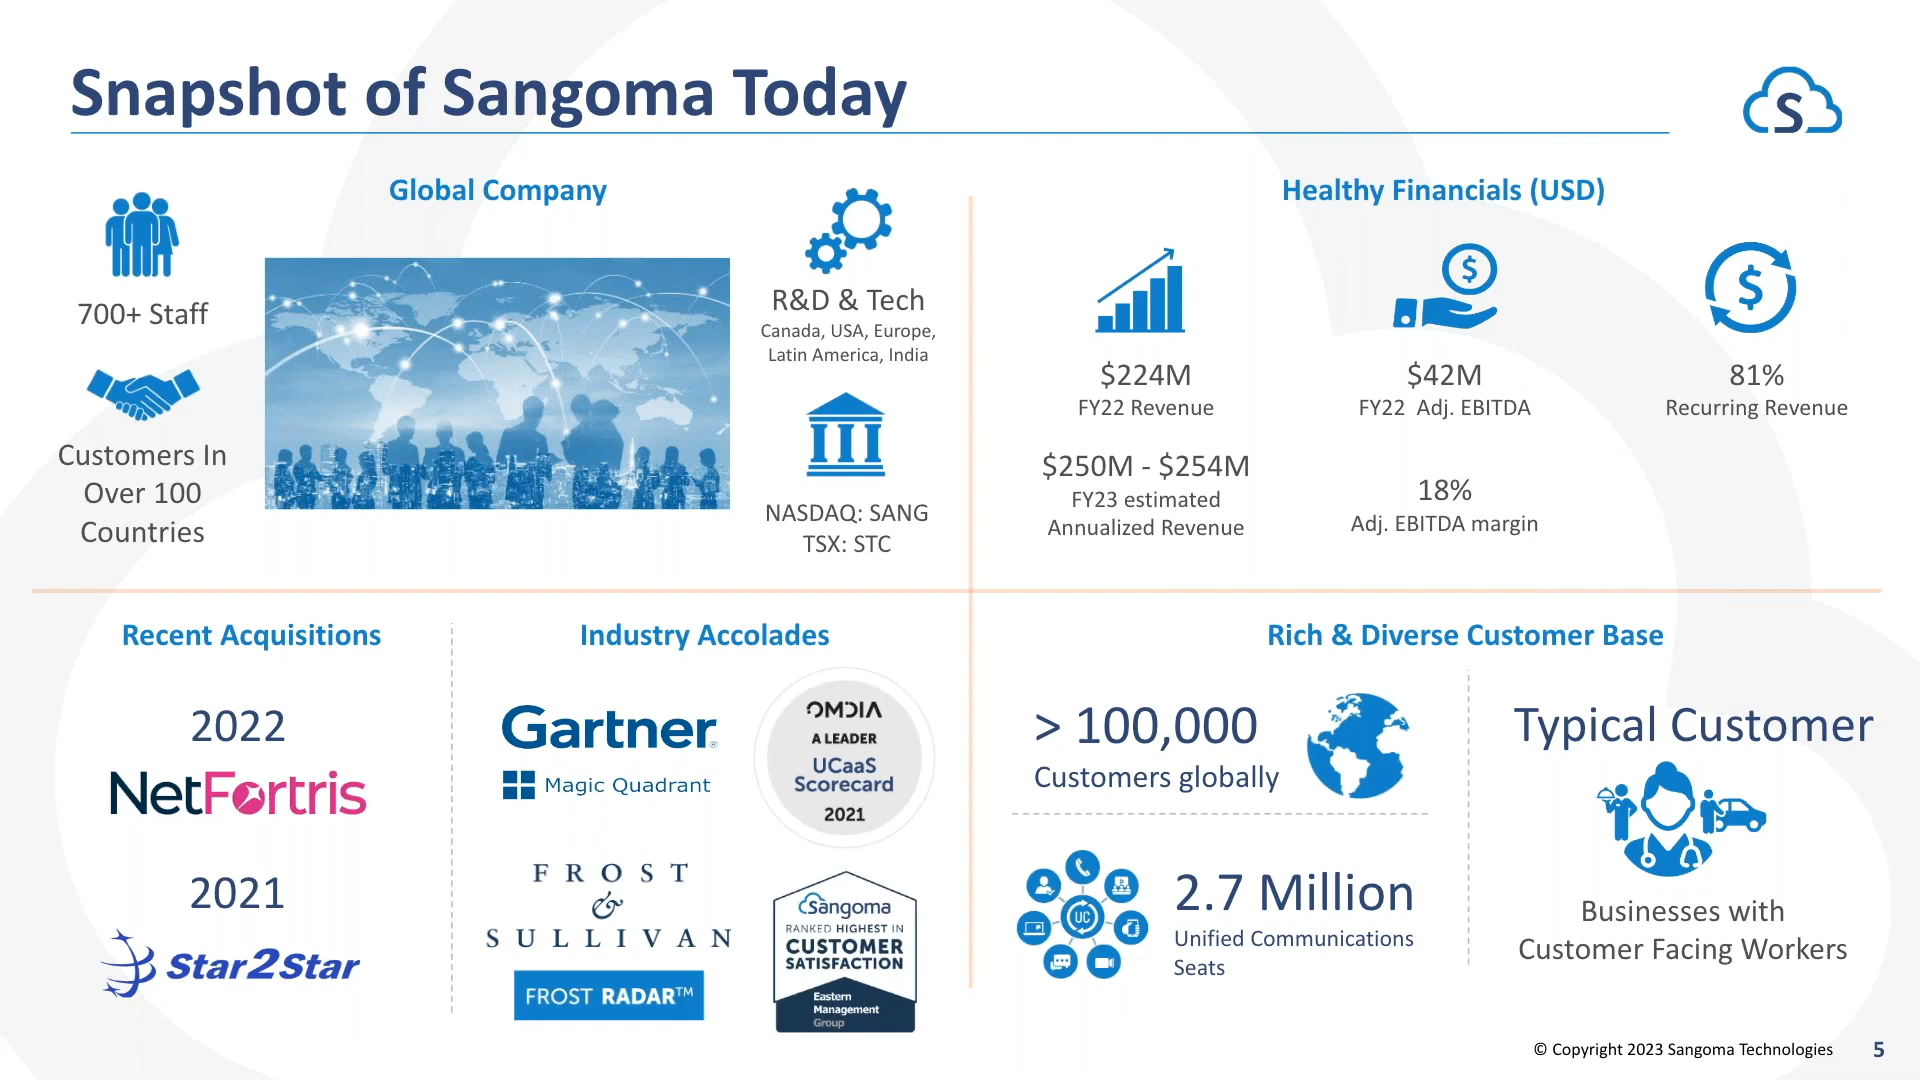 Snapshot of Sangoma Today
S
Global Company
700+ Staff
Customers In
Over 100
Countries
R&D & Tech
Canada, USA, Europe,
Latin America, India
NASDAQ: SANG
TSX: STC
Healthy Financials (USD)
$
$
$224M
FY22 Revenue
$250M - $254M
FY23 estimated
Annualized Revenue
$42M
FY22 Adj. EBITDA
18%
Adj. EBITDA margin
81%
Recurring Revenue
Recent Acquisitions
2022
NetFortris
2021
Star2Star
Industry Accolades
Gartner®
Magic Quadrant
OMDIA
A LEADER
UCaaS
Scorecard
2021
FROST
&
SULLIVAN
FROST RADAR™
Sangoma
RANKED HIGHEST IN
CUSTOMER
SATISFACTION
Eastern
Management
Group
Rich & Diverse Customer Base
> 100,000
Customers globally
UC
2.7 Million
Unified Communications
Seats
Typical Customer
Businesses with
Customer Facing Workers
© Copyright 2023 Sangoma Technologies
5